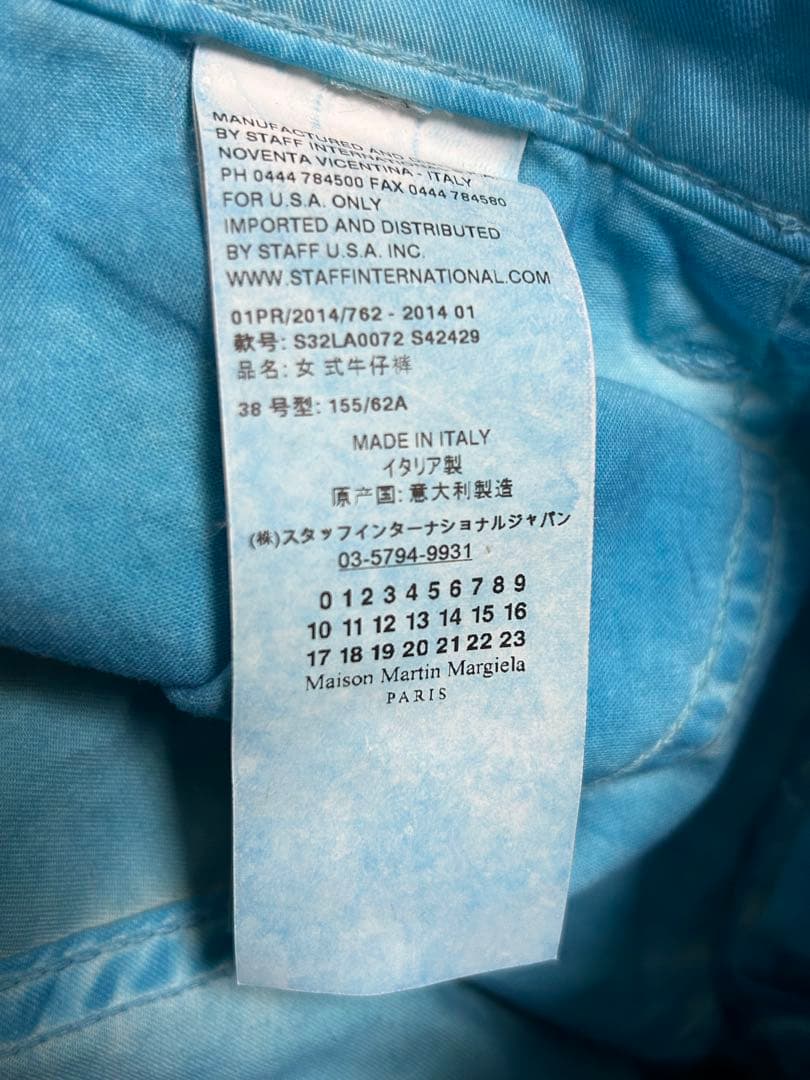 MANUFACTURED AND
BY STAFF INTERNATIONAL
NOVENTA VICENTINA - ITALY
PH 0444 784500 FAX 0444 784580
FOR U.S.A. ONLY
IMPORTED AND DISTRIBUTED
BY STAFF U.S.A. INC.
WWW.STAFFINTERNATIONAL.COM
01PR/2014/762 - 2014 01
款号: S32LA0072 S42429
品名: 女 式牛仔裤
38 号型: 155/62A
MADE IN ITALY
イタリア製
原产国: 意大利製造
(株)スタッフインターナショナルジャパン
03-5794-9931
0 1 2 3 4 5 6 7 8 9
10 11 12 13 14 15 16
17 18 19 20 21 22 23
Maison Martin Margiela
PARIS